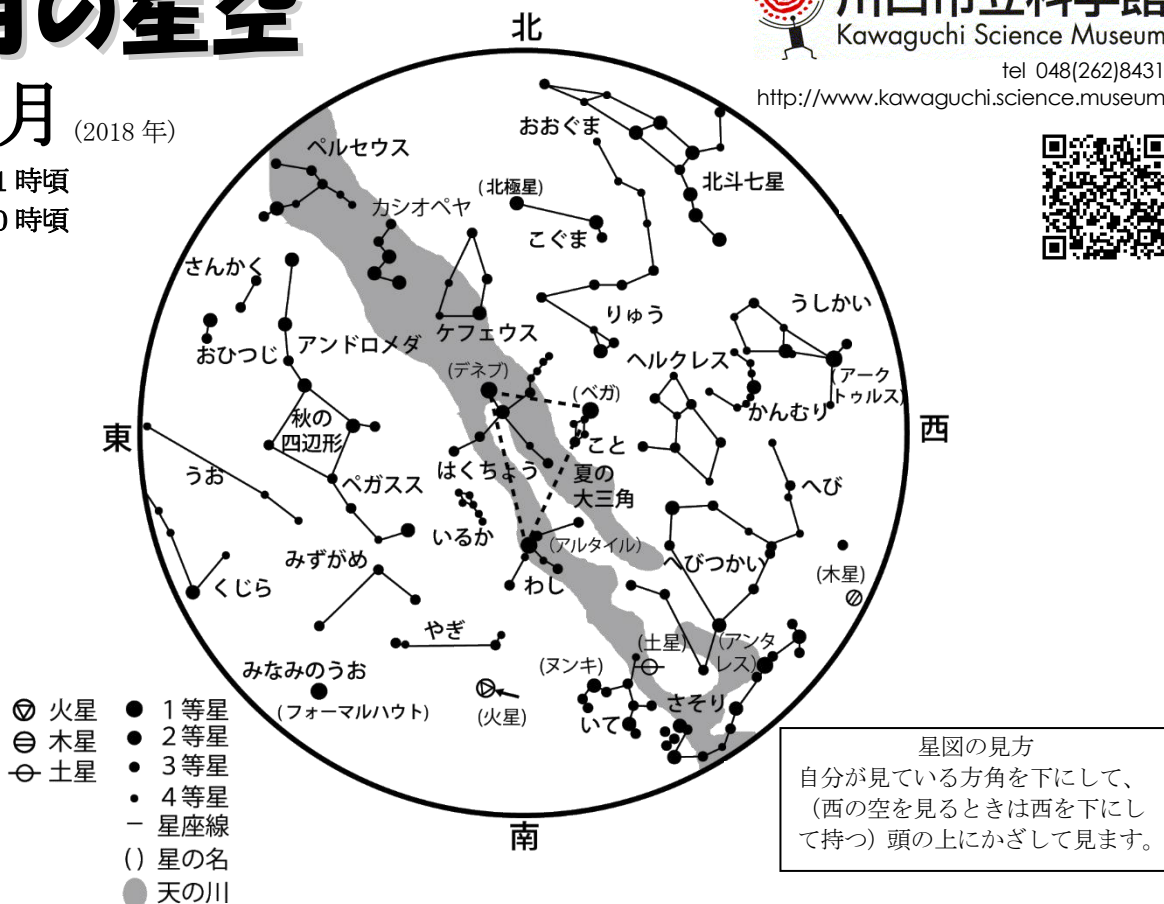 月の星空
月 (2018 年)
1 時頃
0 時頃
川口市立科学館
Kawaguchi Science Museum
tel 048(262)8431
http://www.kawaguchi.science.museum
北
おおぐま
ペルセウス
(北極星)
北斗七星
カシオペヤ
こぐま
さんかく
うしかい
りゅう
ケフェウス
アンドロメダ
おひつじ
ヘルクレス
(デネブ)
(ベガ)
(アーク
トゥルス)
かんむり
秋の
四辺形
東
西
こと
はくちょう
うお
ペガスス
夏の
大三角
へび
いるか
(アルタイル)
みずがめ
へびつかい
(木星)
くじら
わし
やぎ
(土星)
(アンタ
レス)
(ヌンキ)
みなみのうお
(フォーマルハウト)
(火星)
いて
さそり
南
火星
木星
土星
1等星
2等星
3等星
4等星
星座線
() 星の名
天の川
星図の見方
自分が見ている方角を下にして、
(西の空を見るときは西を下にし
て持つ) 頭の上にかざして見ます。